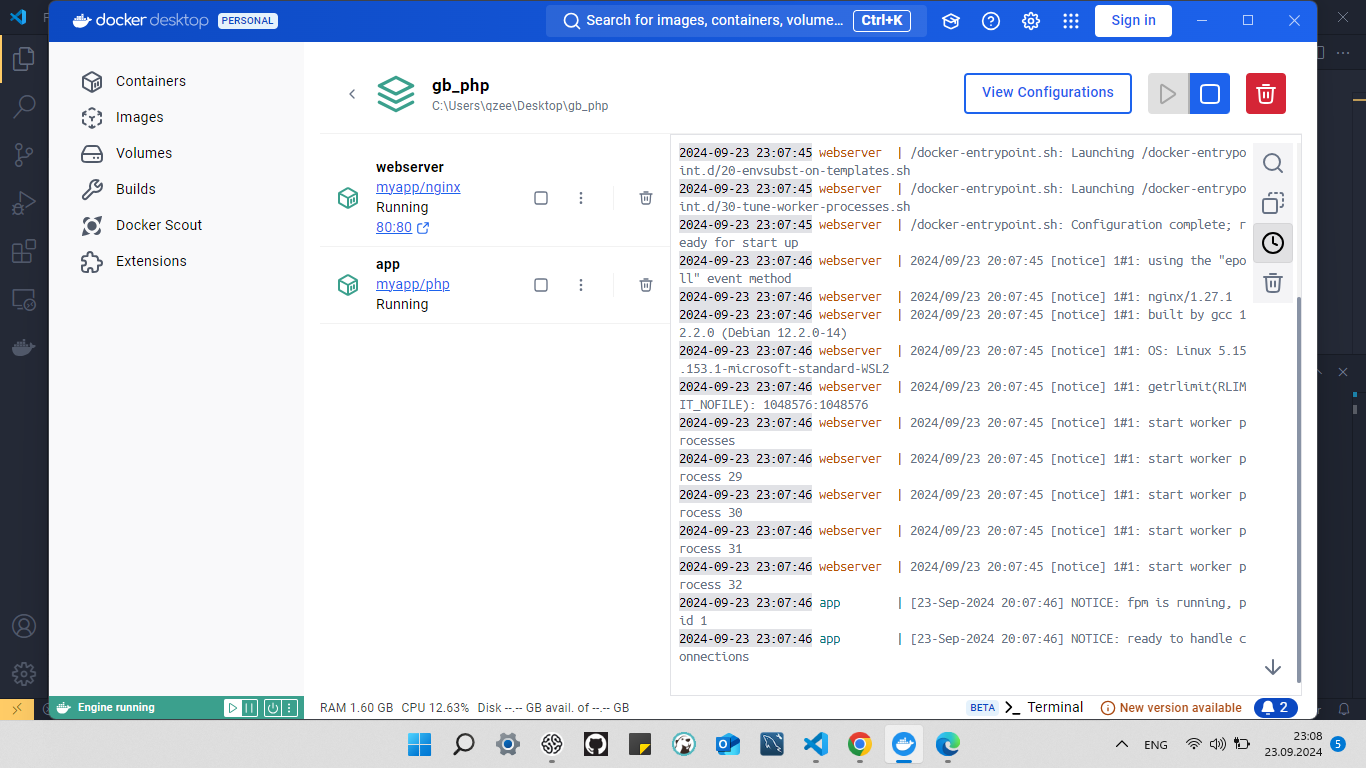 docker desktop PERSONAL
Search for images, containers, volume... Ctrl+K
Sign in
Containers
Images
Volumes
Builds
Docker Scout
Extensions
gb_php
C:\Users\qzee\Desktop\gb_php
View Configurations
webserver
myapp/nginx
Running
80:80
app
myapp/php
Running
2024-09-23 23:07:45 webserver | /docker-entrypoint.sh: Launching /docker-entrypo
int.d/20-envsubst-on-templates.sh
2024-09-23 23:07:45 webserver | /docker-entrypoint.sh: Launching /docker-entrypo
int.d/30-tune-worker-processes.sh
2024-09-23 23:07:45 webserver | /docker-entrypoint.sh: Configuration complete; r
eady for start up
2024-09-23 23:07:46 webserver | 2024/09/23 20:07:45 [notice] 1#1: using the "epo
ll" event method
2024-09-23 23:07:46 webserver | 2024/09/23 20:07:45 [notice] 1#1: nginx/1.27.1
2024-09-23 23:07:46 webserver | 2024/09/23 20:07:45 [notice] 1#1: built by gcc 1
2.2.0 (Debian 12.2.0-14)
2024-09-23 23:07:46 webserver | 2024/09/23 20:07:45 [notice] 1#1: OS: Linux 5.15
.153.1-microsoft-standard-WSL2
2024-09-23 23:07:46 webserver | 2024/09/23 20:07:45 [notice] 1#1: getrlimit(RLIM
IT_NOFILE): 1048576:1048576
2024-09-23 23:07:46 webserver | 2024/09/23 20:07:45 [notice] 1#1: start worker p
rocesses
2024-09-23 23:07:46 webserver | 2024/09/23 20:07:45 [notice] 1#1: start worker p
rocess 29
2024-09-23 23:07:46 webserver | 2024/09/23 20:07:45 [notice] 1#1: start worker p
rocess 30
2024-09-23 23:07:46 webserver | 2024/09/23 20:07:45 [notice] 1#1: start worker p
rocess 31
2024-09-23 23:07:46 webserver | 2024/09/23 20:07:45 [notice] 1#1: start worker p
rocess 32
2024-09-23 23:07:46 app | [23-Sep-2024 20:07:46] NOTICE: fpm is running, p
id 1
2024-09-23 23:07:46 app | [23-Sep-2024 20:07:46] NOTICE: ready to handle c
onnections
Engine running
RAM 1.60 GB CPU 12.63% Disk --.-- GB avail. of --.-- GB
BETA Terminal
New version available
2
ENG
23:08
23.09.2024
5